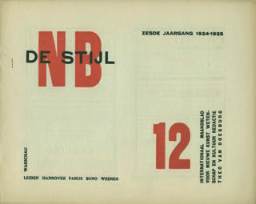 NB
DE STIJL
ZESDE JAARGANG 1924-1925
12
INTERNATIONAAL MAANDBLAD
VOOR NIEUWE KUNST WETEN-
SCHAP EN KULTUUR REDACTIE
THEO VAN DOESBURG
WARSCHAU
LEIDEN HANNOVER PARIJS BRNO WEENEN